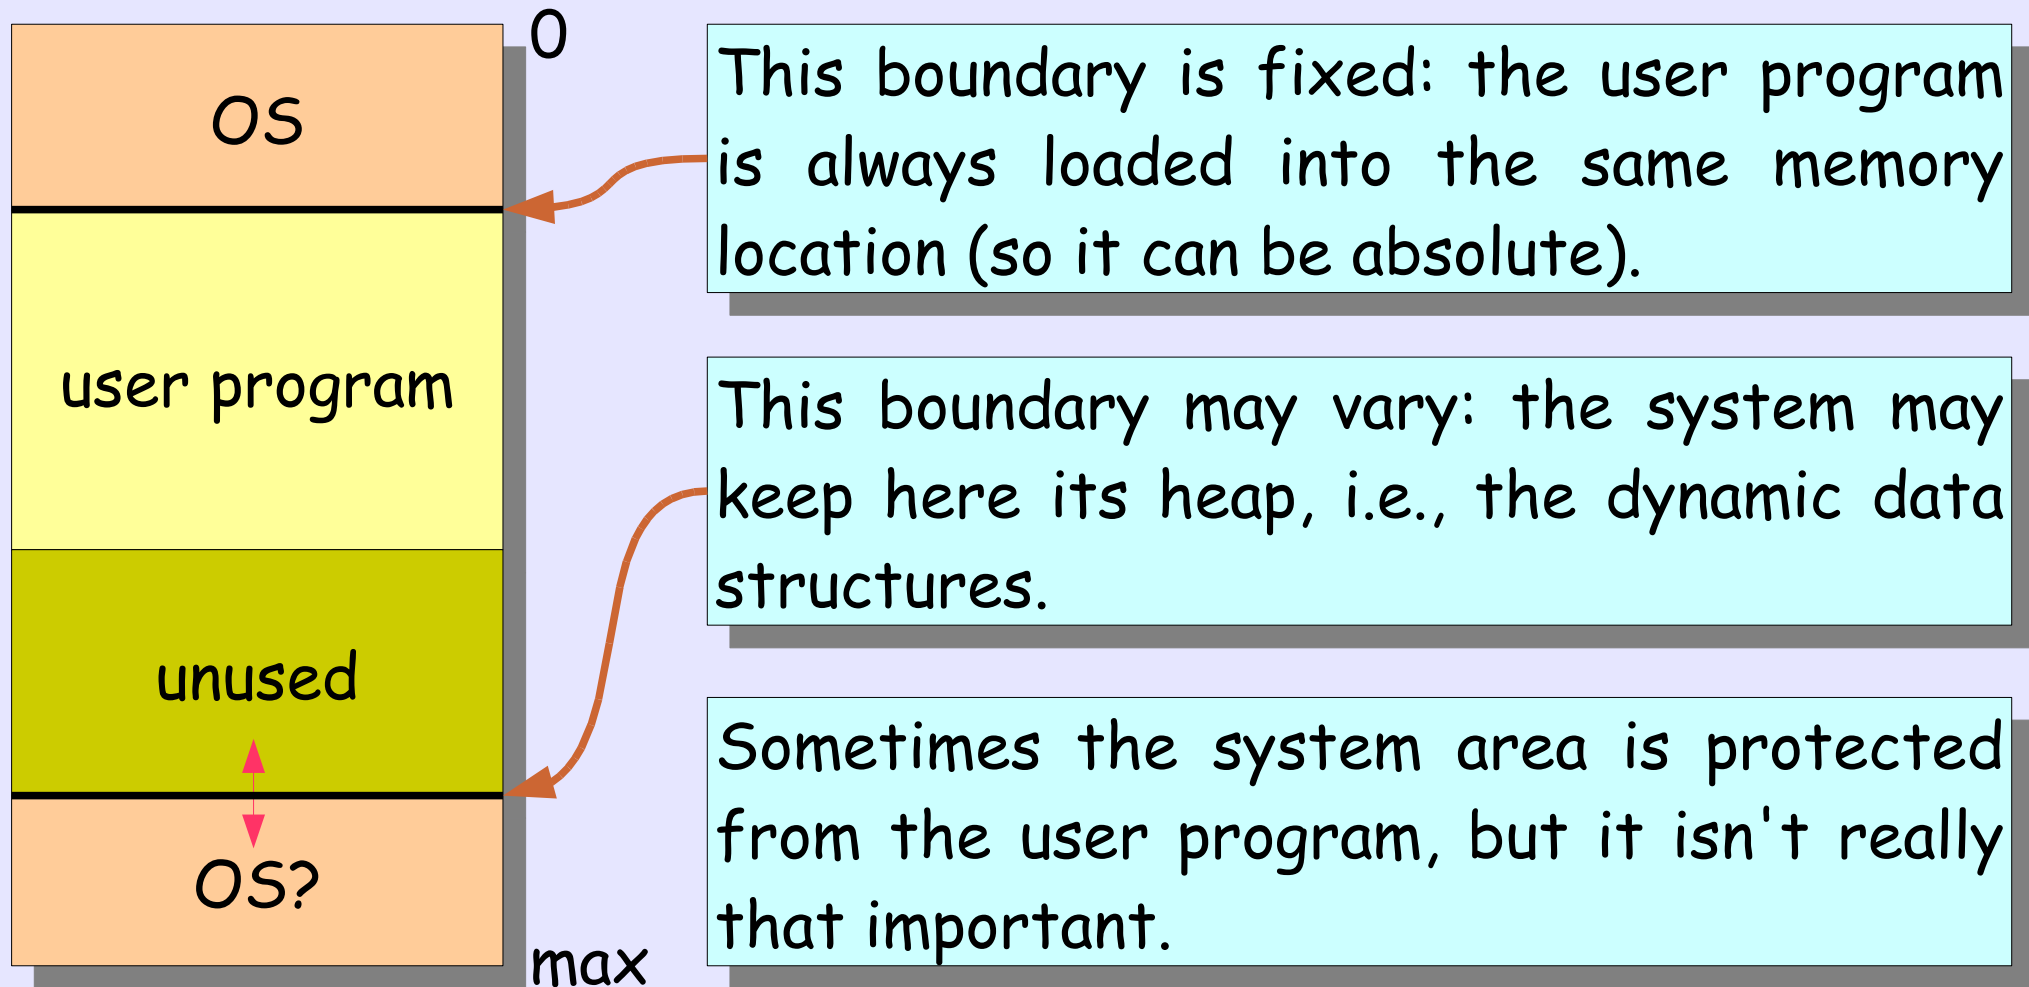 0
OS
user program
unused
OS?
max
This boundary is fixed: the user program
is always loaded into the same memory
location (so it can be absolute).
This boundary may vary: the system may
keep here its heap, i.e., the dynamic data
structures.
Sometimes the system area is protected
from the user program, but it isn't really
that important.